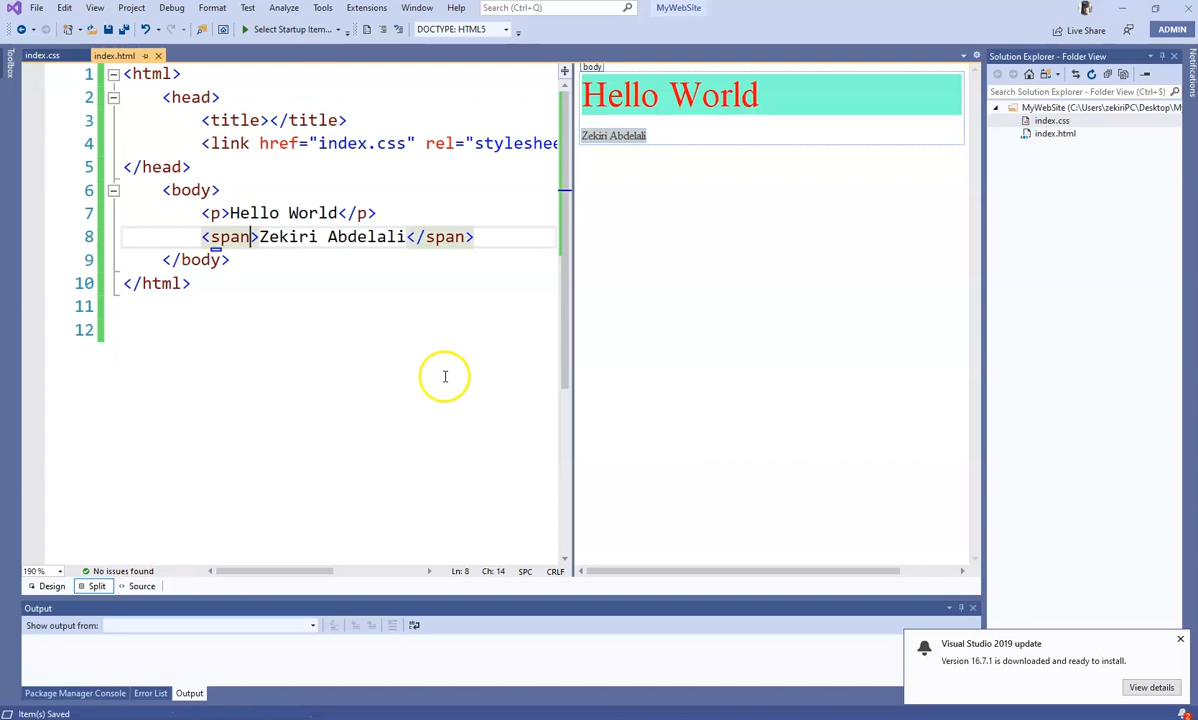 File Edit View Project Debug Format Test Analyze Tools Extensions Window Help Search (Ctrl+Q) MyWebSite
Select Startup Item... DOCTYPE: HTML5 Live Share ADMIN
Toolbox
index.css index.html
1 <html>
2 <head>
3 <title></title>
4 <link href="index.css" rel="styleshee
5 </head>
6 <body>
7 <p>Hello World</p>
8 <span>Zekiri Abdelali</span>
9 </body>
10 </html>
11
12
body
Hello World
Zekiri Abdelali
Solution Explorer - Folder View
Search Solution Explorer - Folder View (Ctrl+$)
MyWebSite (C:\Users\zekiriPC\Desktop\My
index.css
index.html
Notifications
190 % No issues found Ln: 8 Ch: 14 SPC CRLF
Design Split Source
Output
Show output from:
Package Manager Console Error List Output
Item(s) Saved
Visual Studio 2019 update
Version 16.7.1 is downloaded and ready to install.
View details
2